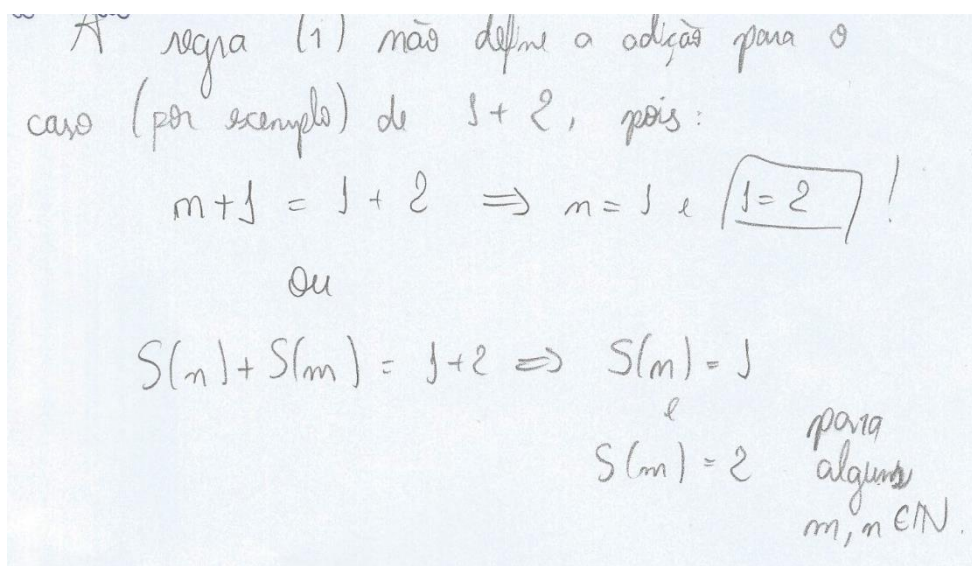 A regra (1) não define a adição para o
caso (por exemplo) de 1 + 2, pois:
m+1 = 1 + 2 ⇒ m = 1 e 1 = 2 !
ou
S(n) + S(m) = 1+2 ⇒ S(n) = 1
e
S(m) = 2
para
alguns
m, n ∈ ℕ.